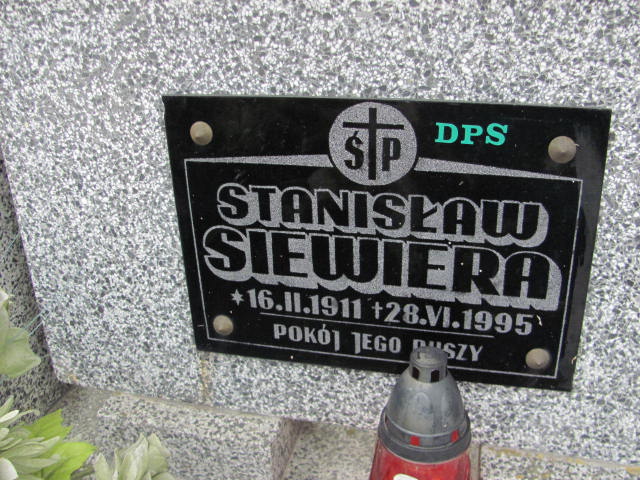 ŚP
DPS
STANISŁAW
SIEWIERA
*16.II.1911 †28.VI.1995
POKÓJ JEGO DUSZY